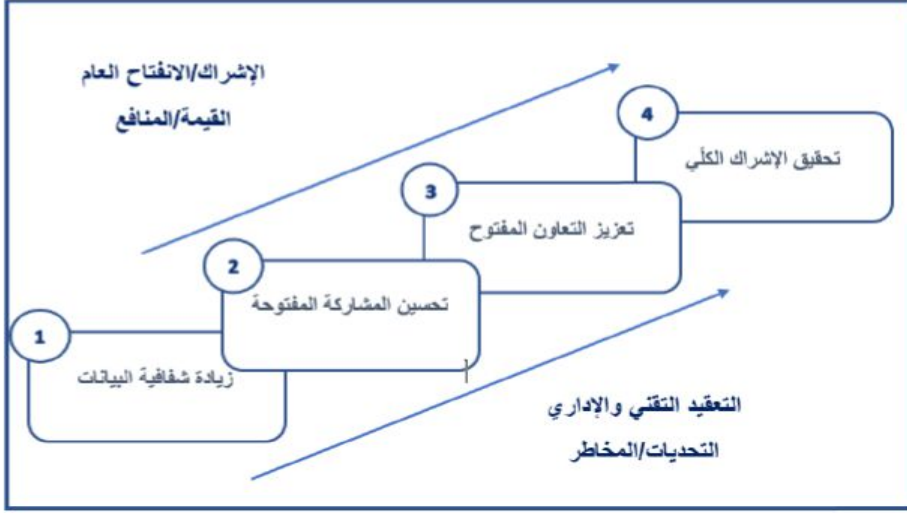 الإشراك/الانفتاح العام
القيمة/المنافع
4
تحقيق الإشراك الكلّي
3
تعزيز التعاون المفتوح
2
تحسين المشاركة المفتوحة
1
زيادة شفافية البيانات
التعقيد التقني والإداري
التحديات/المخاطر